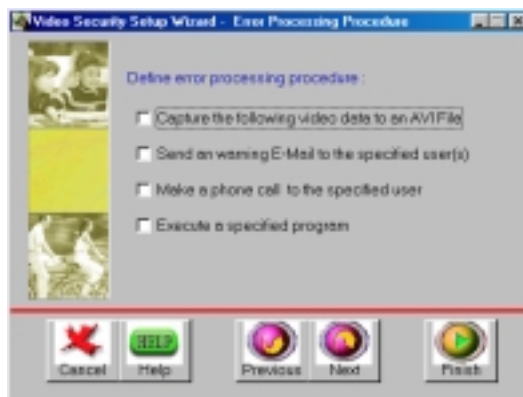 Video Security Setup Wizard - Error Processing Procedure
Define error processing procedure :
Capture the following video data to an AVI File
Send an warning E-Mail to the specified user(s)
Make a phone call to the specified user
Execute a specified program
HELP
Cancel Help Previous Next Finish